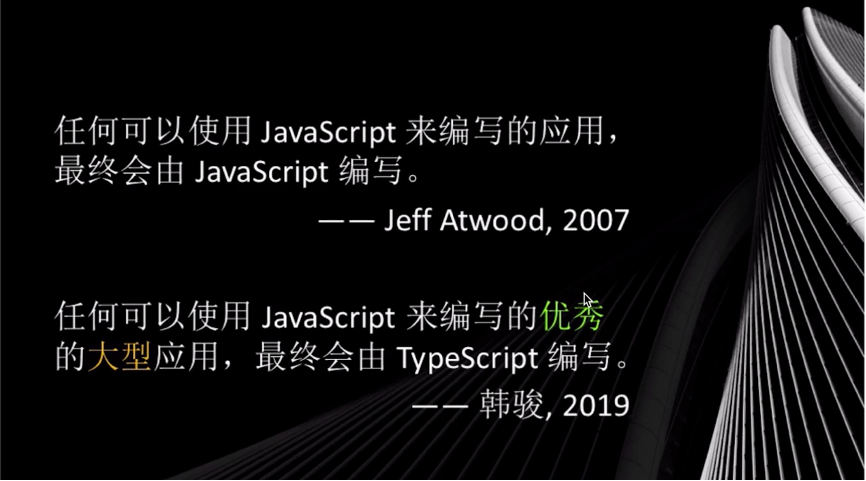 任何可以使用 JavaScript 来编写的应用，
最终会由 JavaScript 编写。
—— Jeff Atwood, 2007
任何可以使用 JavaScript 来编写的优秀
的大型应用，最终会由 TypeScript 编写。
—— 韩骏, 2019